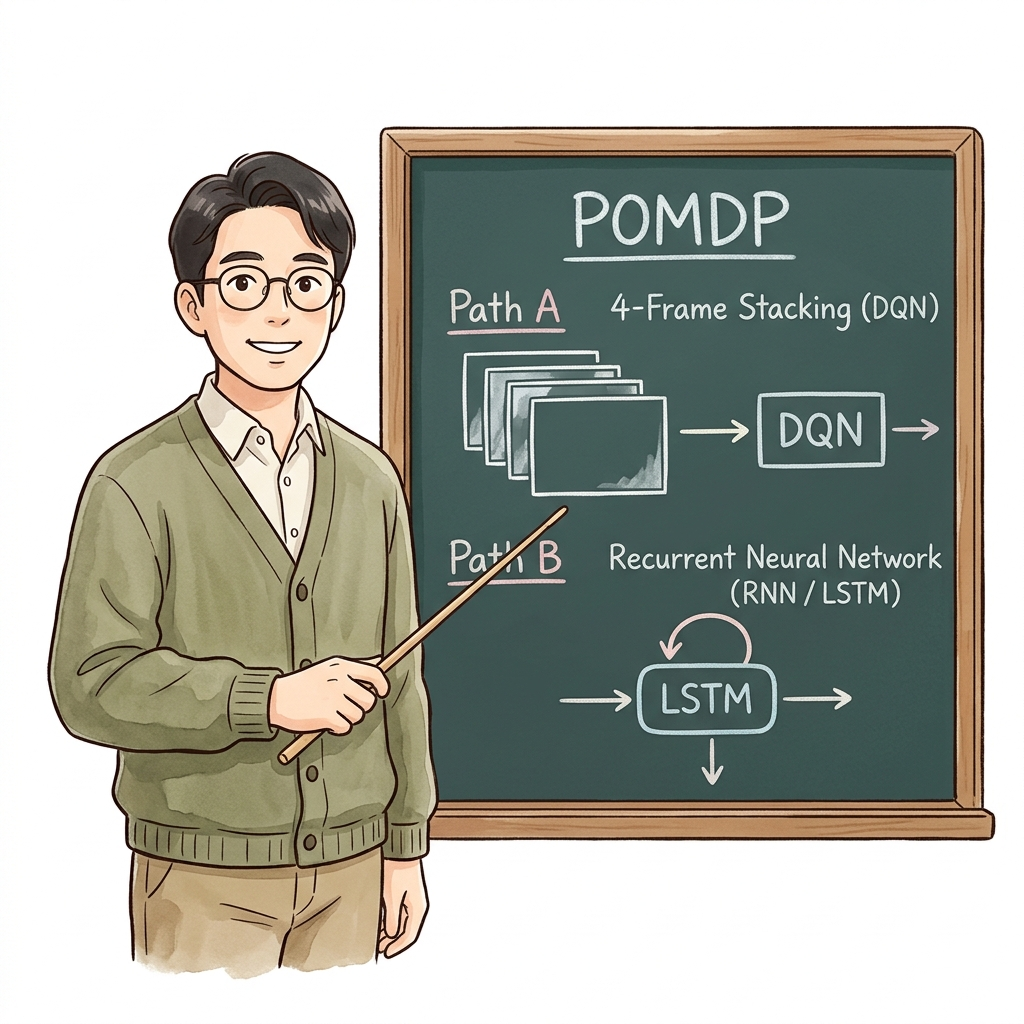 POMDP
Path A
4-Frame Stacking (DQN)
DQN
Path B
Recurrent Neural Network
(RNN / LSTM)
LSTM